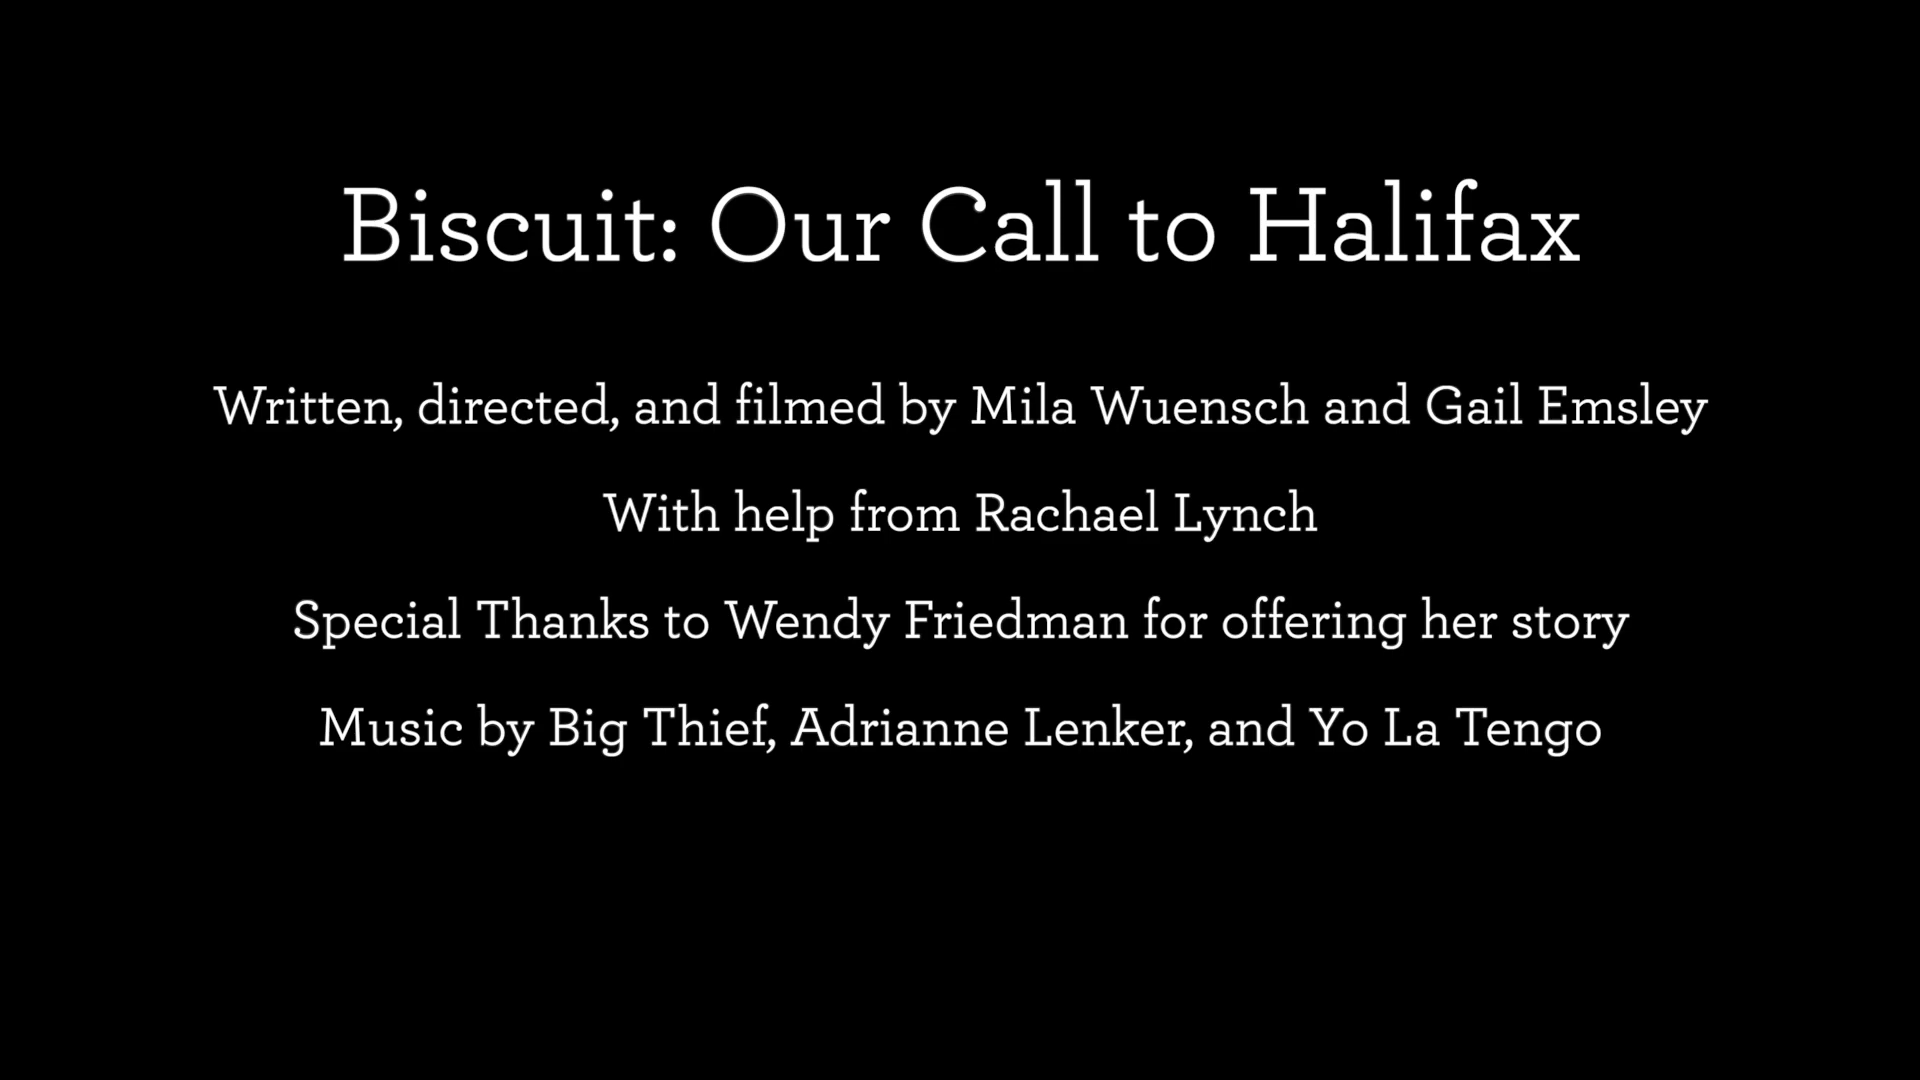 Biscuit: Our Call to Halifax
Written, directed, and filmed by Mila Wuensch and Gail Emsley
With help from Rachael Lynch
Special Thanks to Wendy Friedman for offering her story
Music by Big Thief, Adrianne Lenker, and Yo La Tengo